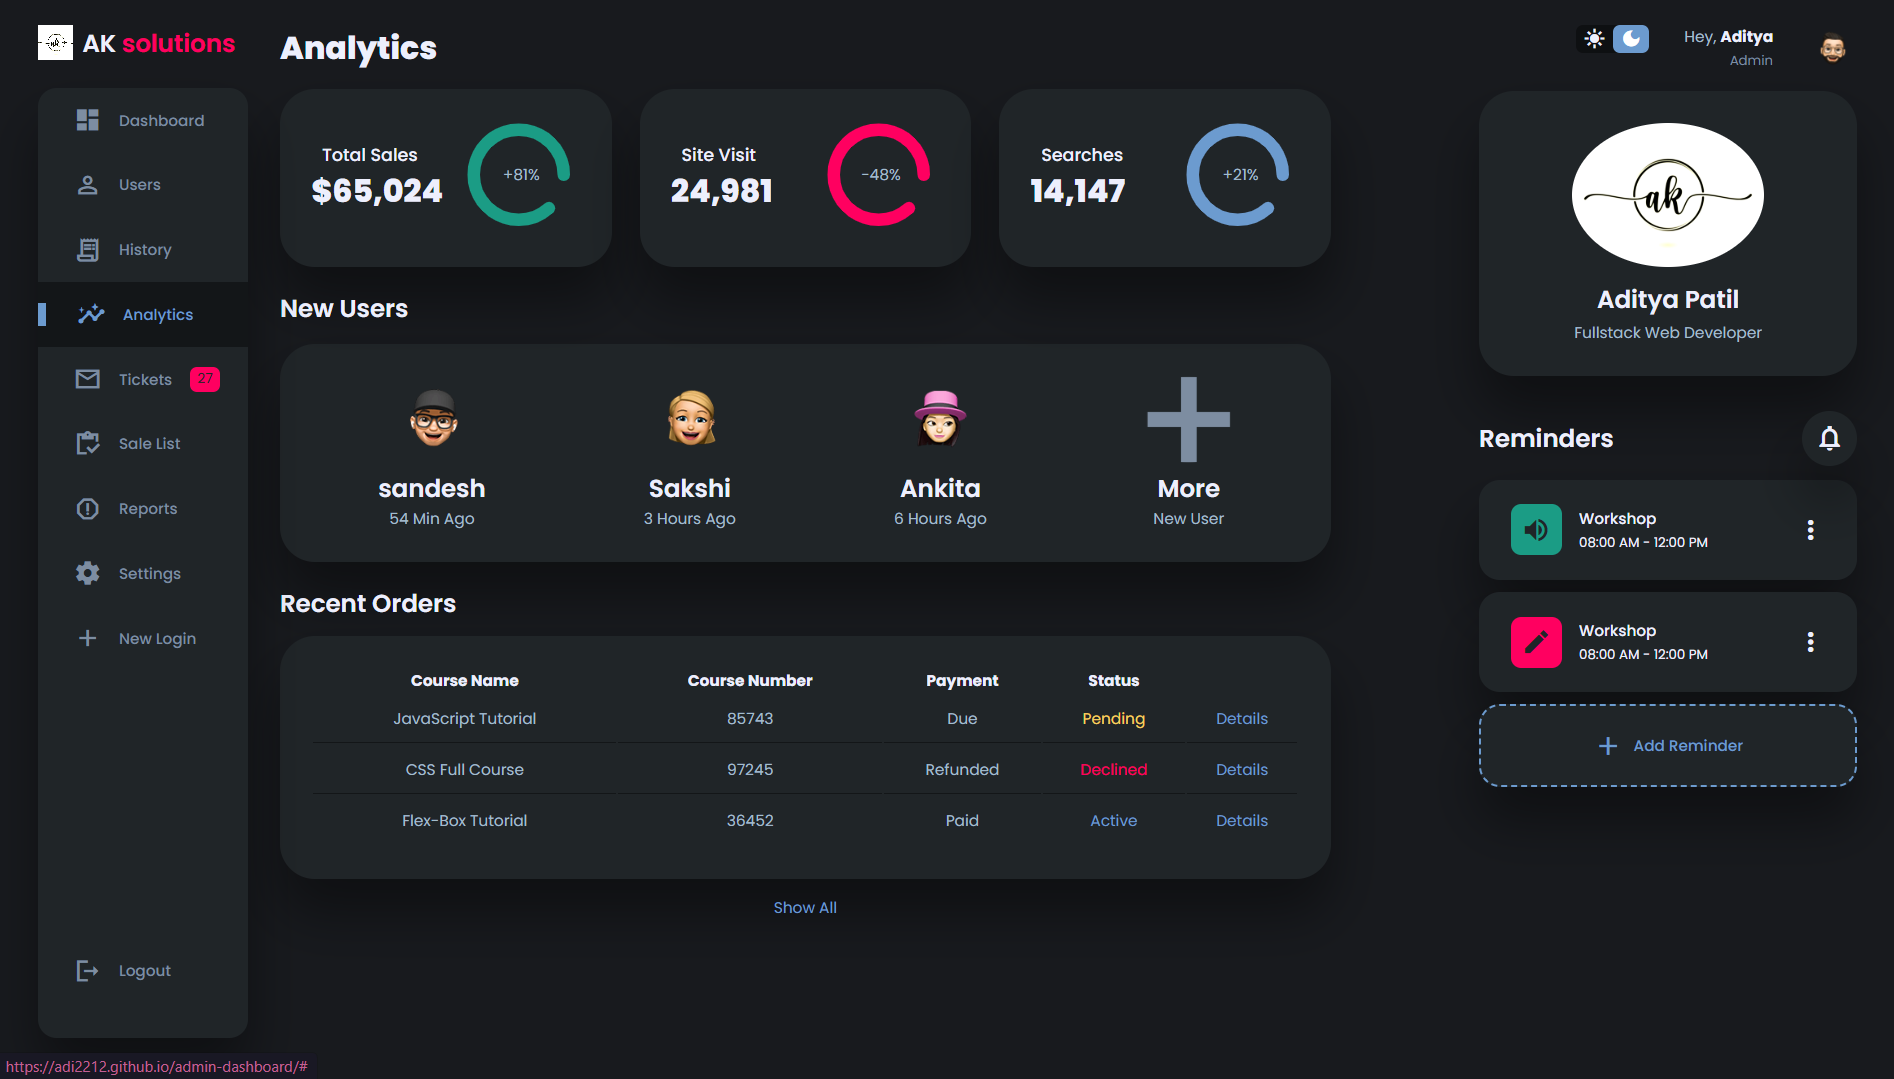 AK solutions
Dashboard
Users
History
Analytics
Tickets 27
Sale List
Reports
Settings
New Login
Logout
Analytics
Total Sales
$65,024
+81%
Site Visit
24,981
-48%
Searches
14,147
+21%
New Users
sandesh
54 Min Ago
Sakshi
3 Hours Ago
Ankita
6 Hours Ago
More
New User
Recent Orders
Course Name Course Number Payment Status
JavaScript Tutorial 85743 Due Pending Details
CSS Full Course 97245 Refunded Declined Details
Flex-Box Tutorial 36452 Paid Active Details
Show All
Hey, Aditya
Admin
ak
Aditya Patil
Fullstack Web Developer
Reminders
Workshop
08:00 AM - 12:00 PM
Workshop
08:00 AM - 12:00 PM
Add Reminder
https://adi2212.github.io/admin-dashboard/#